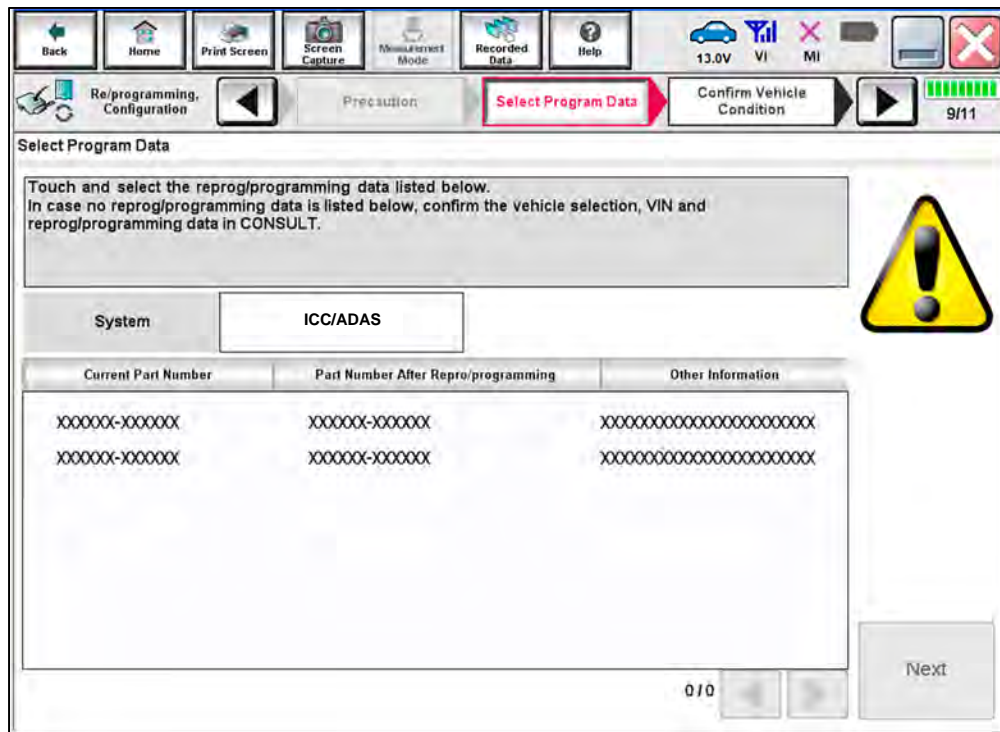 Back
Home
Print Screen
Screen
Capture
Measurement
Mode
Recorded
Data
Help
13.0V
VI
MI
Re/programming,
Configuration
Precaution
Select Program Data
Confirm Vehicle
Condition
9/11
Select Program Data
Touch and select the reprog/programming data listed below.
In case no reprog/programming data is listed below, confirm the vehicle selection, VIN and
reprog/programming data in CONSULT.
System
ICC/ADAS
Current Part Number
Part Number After Repro/programming
Other Information
XXXXXX-XXXXXX
XXXXXX-XXXXXX
XXXXXXXXXXXXXXXXXXXXXXX
XXXXXX-XXXXXX
XXXXXX-XXXXXX
XXXXXXXXXXXXXXXXXXXXXXX
0/0
Next